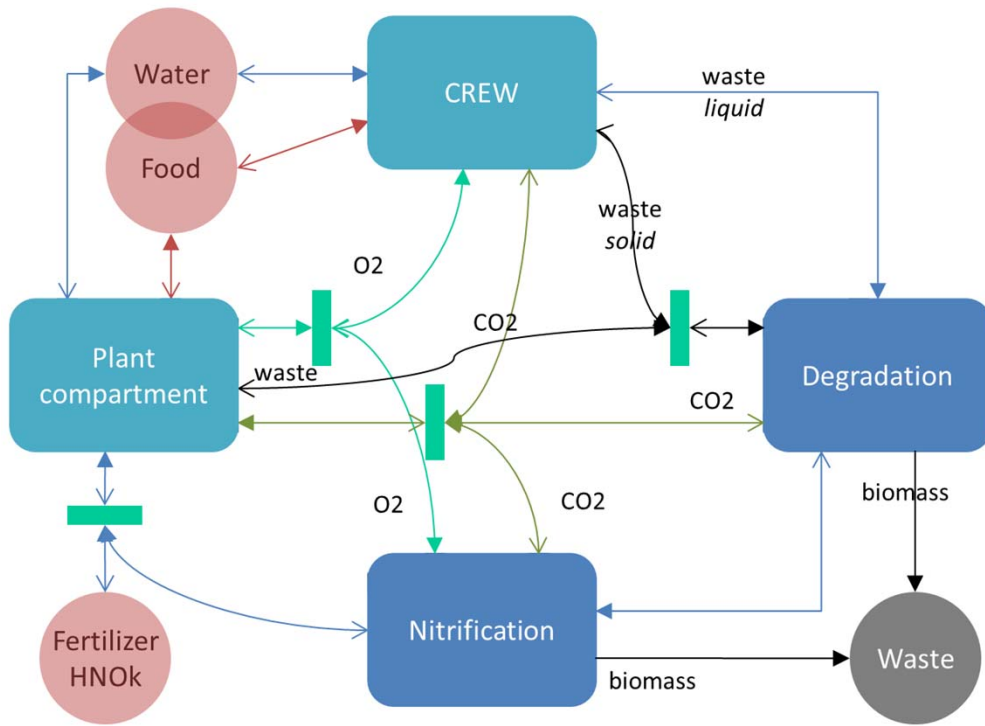 Water
CREW
waste
liquid
Food
waste
solid
O2
CO2
Plant
compartment
waste
Degradation
CO2
biomass
O2
CO2
Fertilizer
HNOk
Nitrification
Waste
biomass